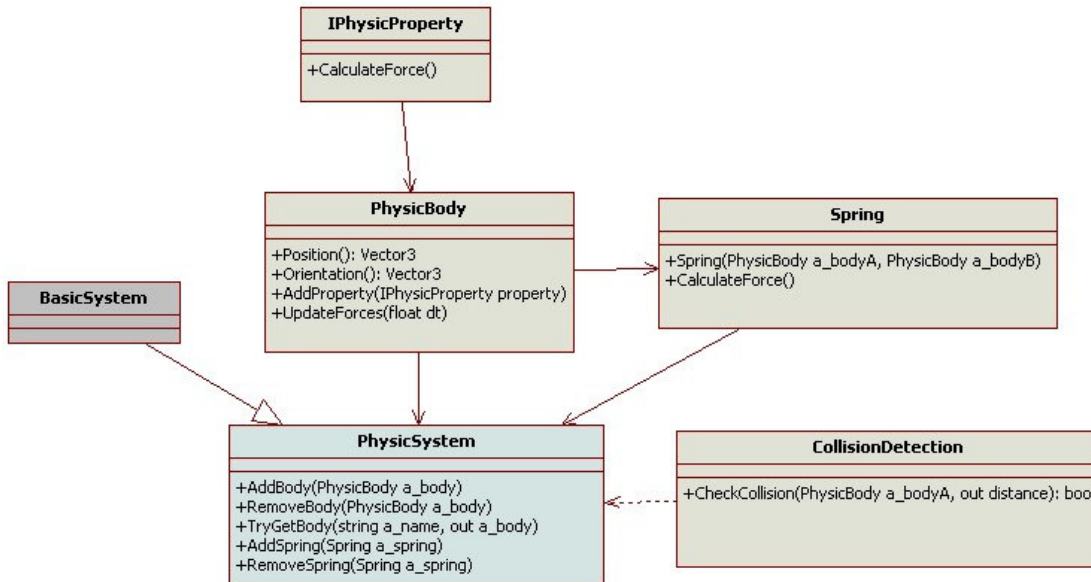 IPhysicProperty
+CalculateForce()
PhysicBody
+Position(): Vector3
+Orientation(): Vector3
+AddProperty(IPhysicProperty property)
+UpdateForces(float dt)
Spring
+Spring(PhysicBody a_bodyA, PhysicBody a_bodyB)
+CalculateForce()
BasicSystem
PhysicSystem
+AddBody(PhysicBody a_body)
+RemoveBody(PhysicBody a_body)
+TryGetBody(string a_name, out a_body)
+AddSpring(Spring a_spring)
+RemoveSpring(Spring a_spring)
CollisionDetection
+CheckCollision(PhysicBody a_bodyA, out distance): boo